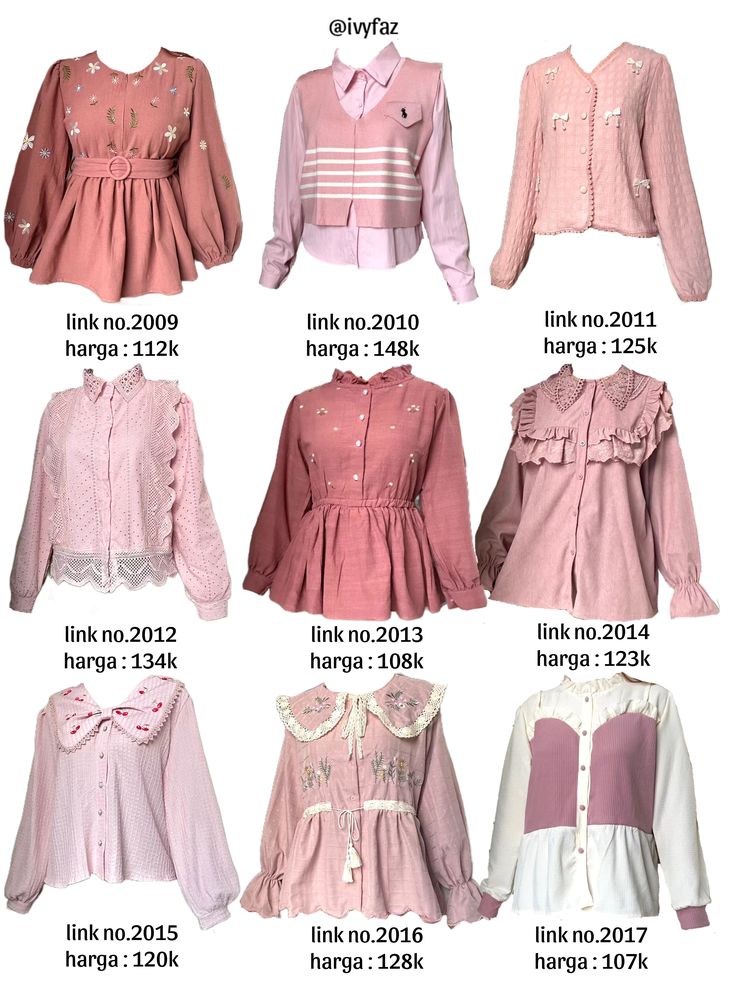 @ivyfaz
link no.2009
harga : 112k
link no.2010
harga : 148k
link no.2011
harga : 125k
link no.2012
harga : 134k
link no.2013
harga : 108k
link no.2014
harga : 123k
link no.2015
harga : 120k
link no.2016
harga : 128k
link no.2017
harga : 107k